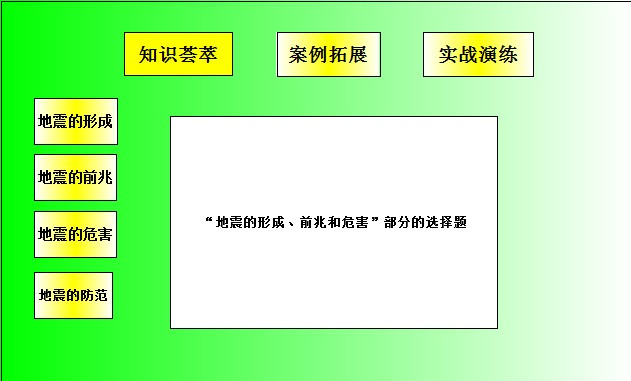 知识荟萃 案例拓展 实战演练
地震的形成
地震的前兆
“地震的形成、前兆和危害”部分的选择题
地震的危害
地震的防范